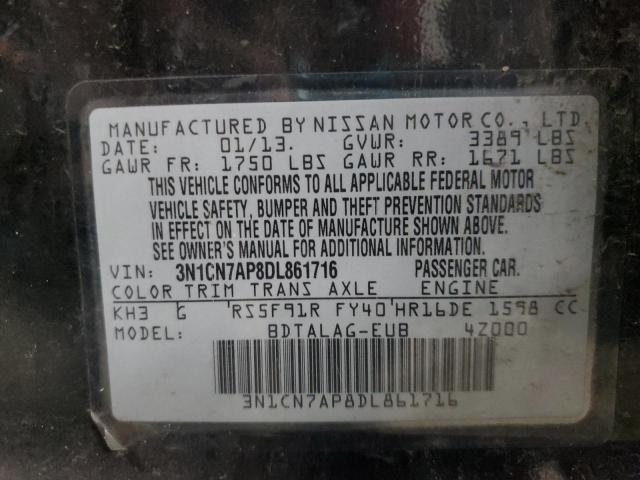 MANUFACTURED BY NISSAN MOTOR CO., LTD.
DATE: 01/13. GVWR: 3389 LBS
GAWR FR: 1750 LBS GAWR RR: 1671 LBS
THIS VEHICLE CONFORMS TO ALL APPLICABLE FEDERAL MOTOR
VEHICLE SAFETY, BUMPER AND THEFT PREVENTION STANDARDS
IN EFFECT ON THE DATE OF MANUFACTURE SHOWN ABOVE.
SEE OWNER'S MANUAL FOR ADDITIONAL INFORMATION.
VIN: 3N1CN7AP8DL861716 PASSENGER CAR.
COLOR TRIM TRANS AXLE ENGINE
KH3 G RS5F91R FY40 HR16DE 1598 CC
MODEL: BDTALAG-EUB 4Z000
3N1CN7AP8DL861716